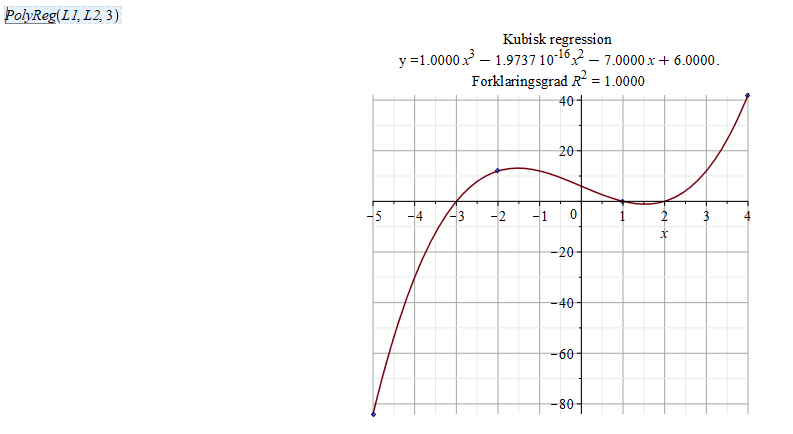 PolyReg(L1, L2, 3)
Kubisk regression
y =1.0000 x³ − 1.9737 10⁻¹⁶ x² − 7.0000 x + 6.0000.
Forklaringsgrad R² = 1.0000
40
20
−5 −4 −3 −2 −1 0 1 2 3 4
x
−20
−40
−60
−80